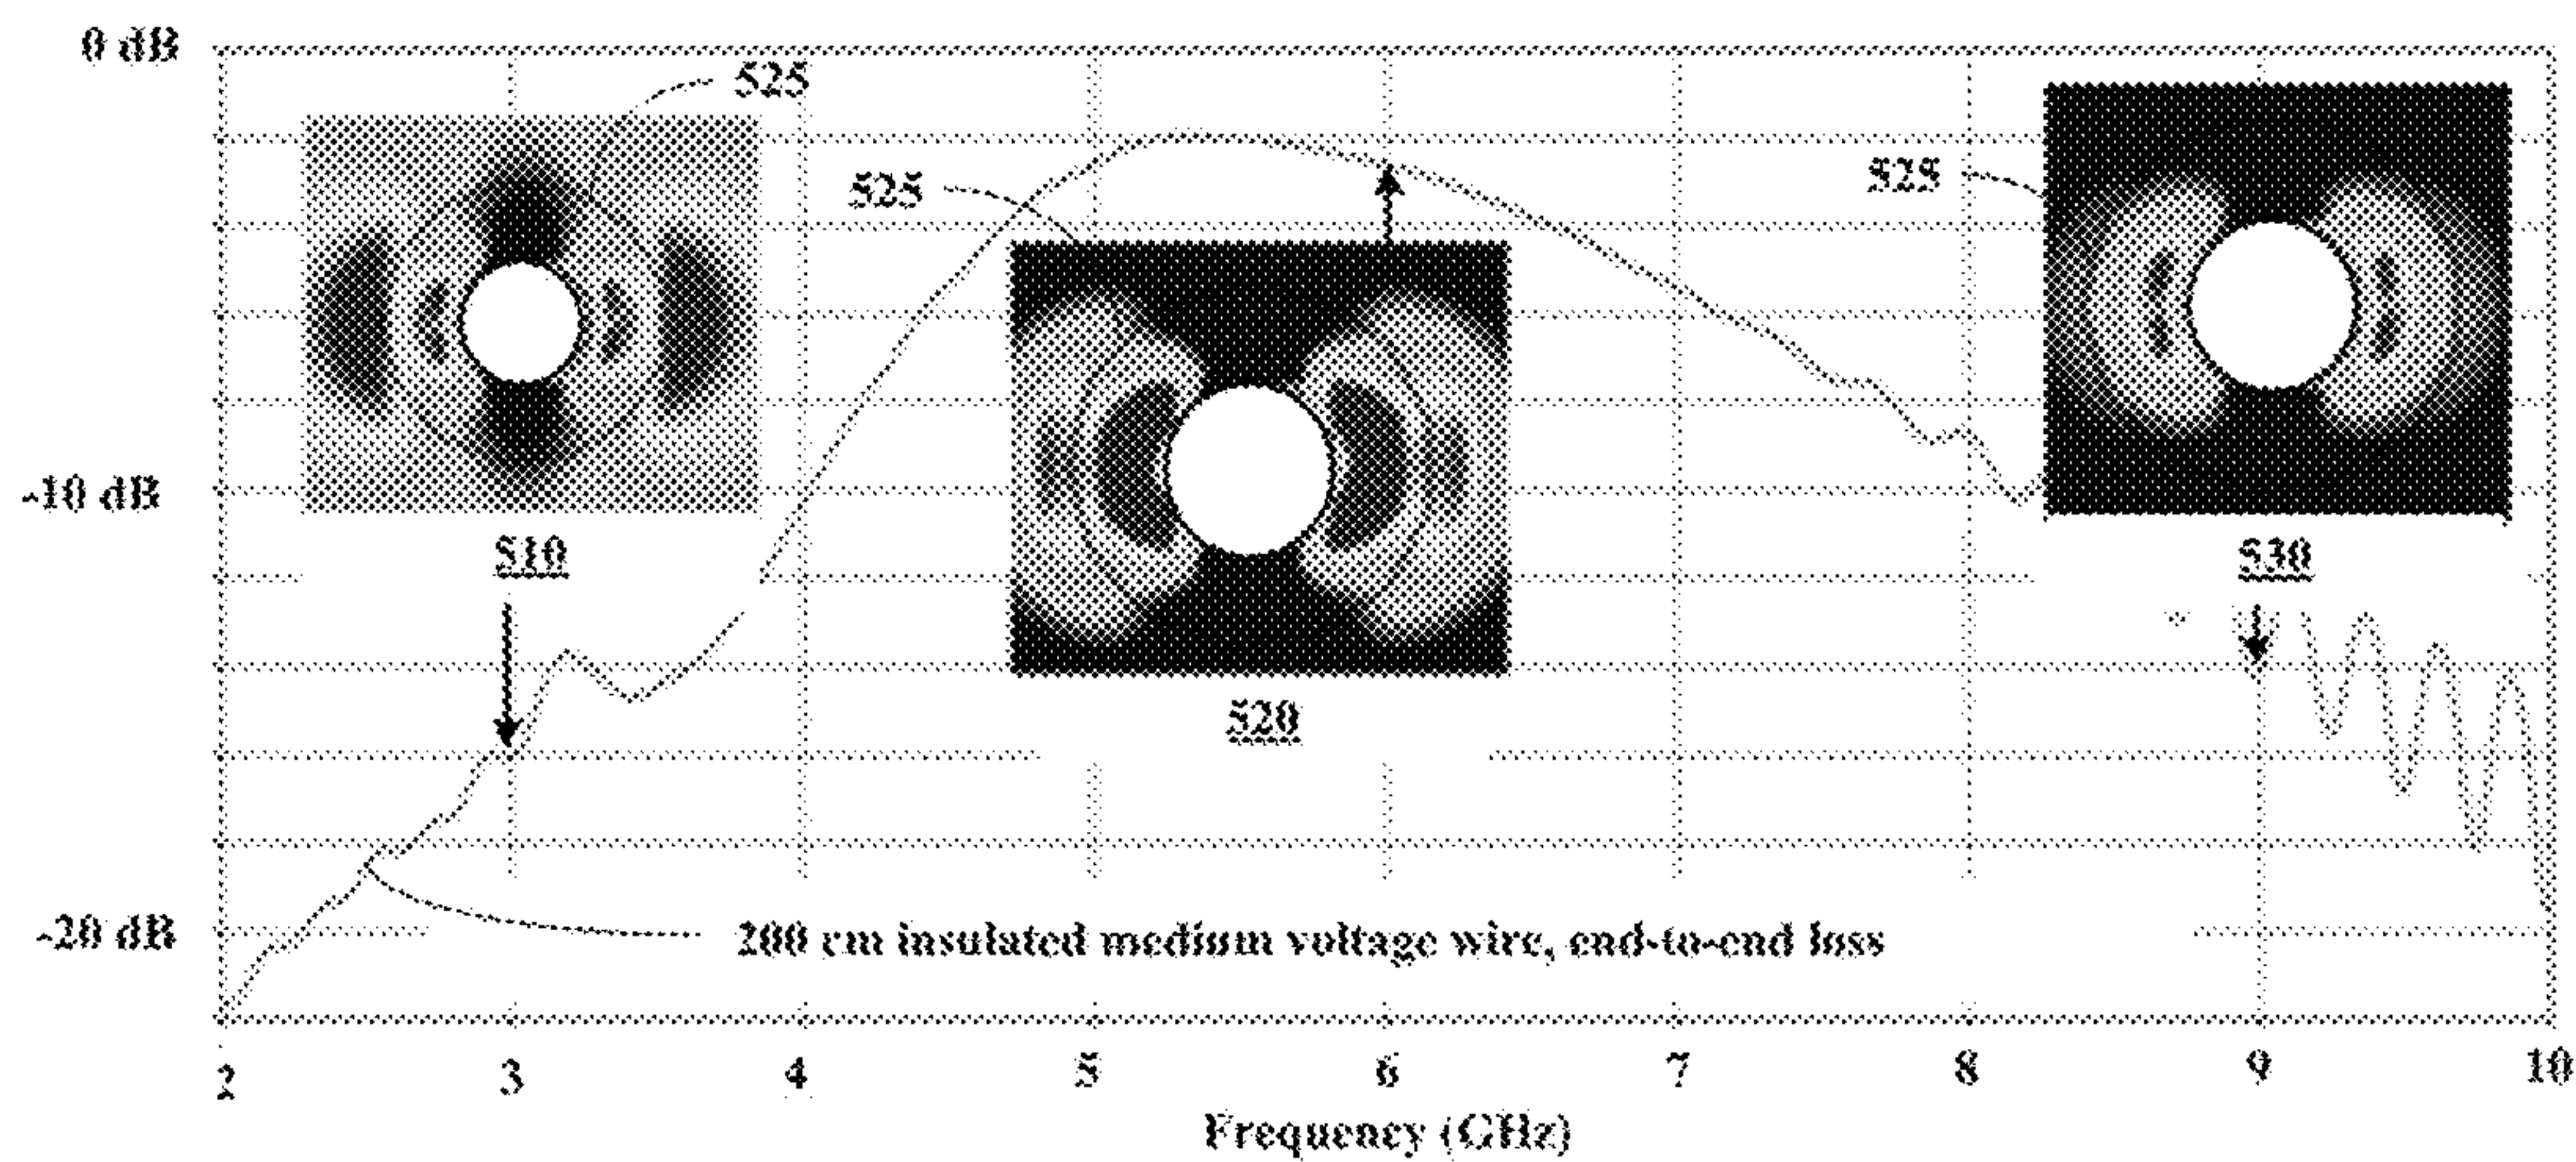 0 dB
525
525
525
-10 dB
510
530
520
-20 dB
200 cm insulated medium voltage wire, end-to-end loss
2 3 4 5 6 7 8 9 10
Frequency (GHz)